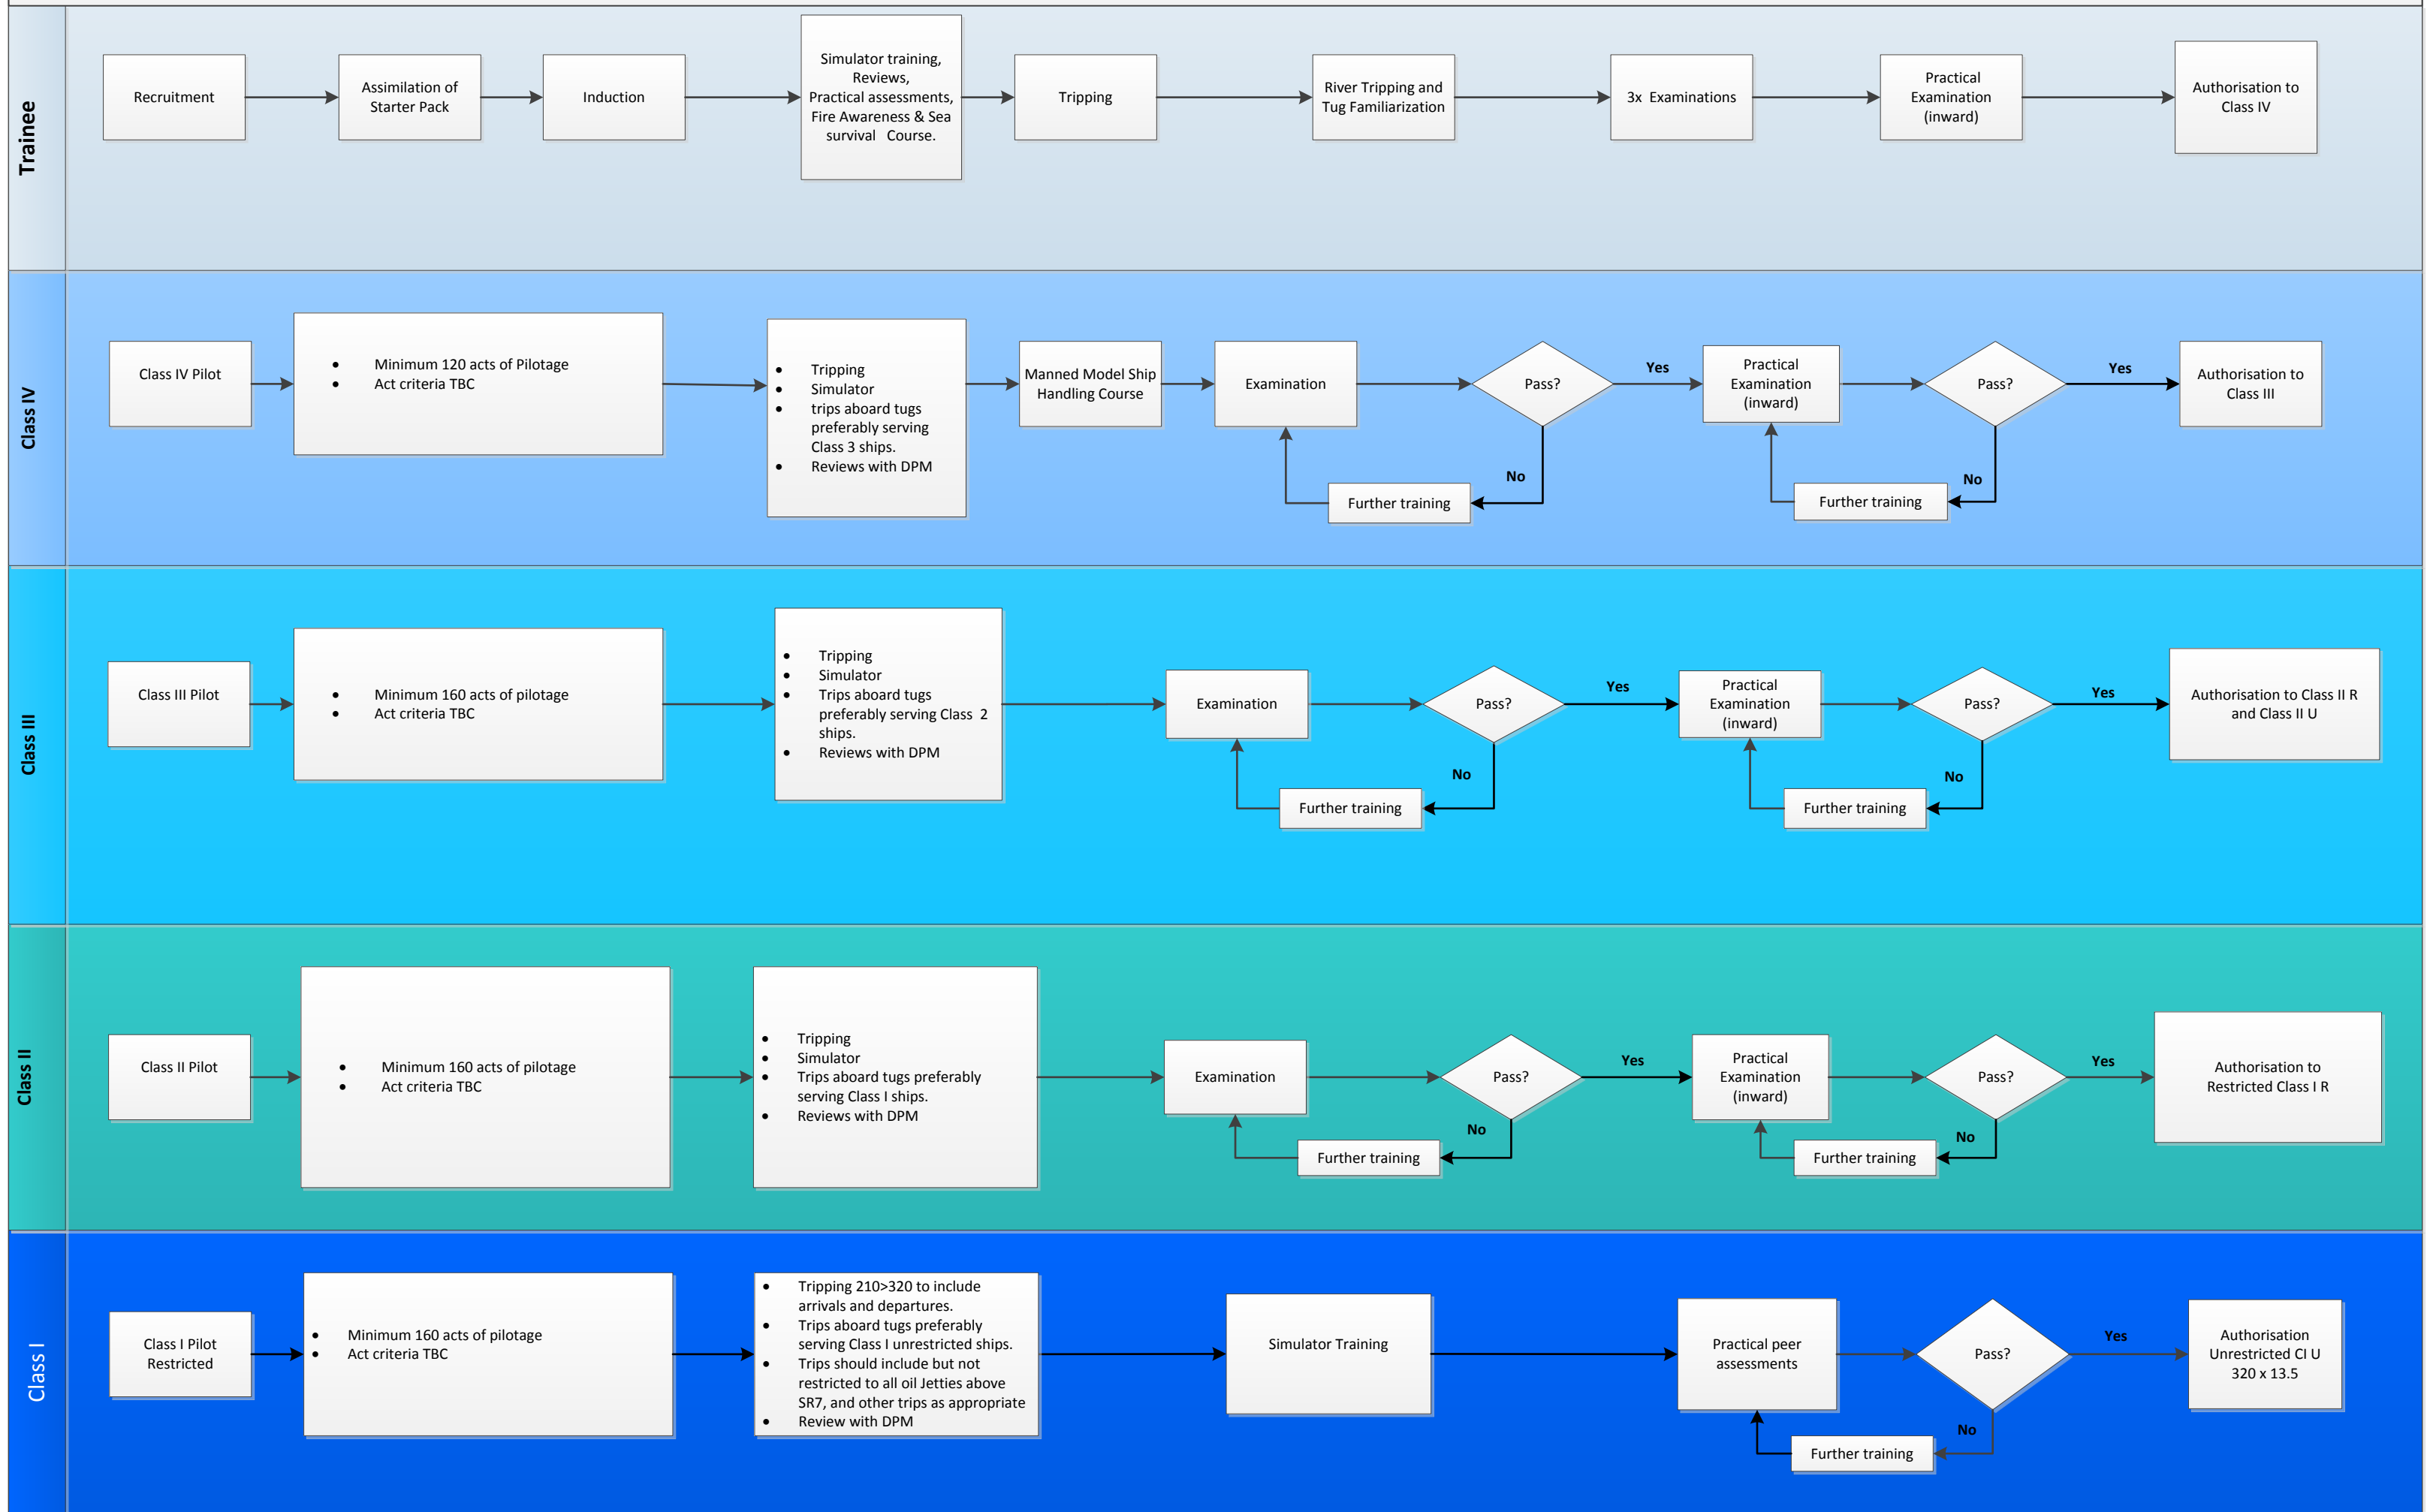 Trainee
Recruitment
Assimilation of
Starter Pack
Induction
Simulator training,
Reviews,
Practical assessments,
Fire Awareness & Sea
survival Course.
Tripping
River Tripping and
Tug Familiarization
3x Examinations
Practical
Examination
(inward)
Authorisation to
Class IV
Class IV
Class IV Pilot
• Minimum 120 acts of Pilotage
• Act criteria TBC
• Tripping
• Simulator
• trips aboard tugs
preferably serving
Class 3 ships.
• Reviews with DPM
Manned Model Ship
Handling Course
Examination
Pass?
Yes
No
Further training
Practical
Examination
(inward)
Pass?
Yes
No
Further training
Authorisation to
Class III
Class III
Class III Pilot
• Minimum 160 acts of pilotage
• Act criteria TBC
• Tripping
• Simulator
• Trips aboard tugs
preferably serving Class 2
ships.
• Reviews with DPM
Examination
Pass?
Yes
No
Further training
Practical
Examination
(inward)
Pass?
Yes
No
Further training
Authorisation to Class II R
and Class II U
Class II
Class II Pilot
• Minimum 160 acts of pilotage
• Act criteria TBC
• Tripping
• Simulator
• Trips aboard tugs preferably
serving Class I ships.
• Reviews with DPM
Examination
Pass?
Yes
No
Further training
Practical
Examination
(inward)
Pass?
Yes
No
Further training
Authorisation to
Restricted Class I R
Class I
Class I Pilot
Restricted
• Minimum 160 acts of pilotage
• Act criteria TBC
• Tripping 210>320 to include
arrivals and departures.
• Trips aboard tugs preferably
serving Class I unrestricted ships.
• Trips should include but not
restricted to all oil Jetties above
SR7, and other trips as appropriate
• Review with DPM
Simulator Training
Practical peer
assessments
Pass?
Yes
No
Further training
Authorisation
Unrestricted CI U
320 x 13.5